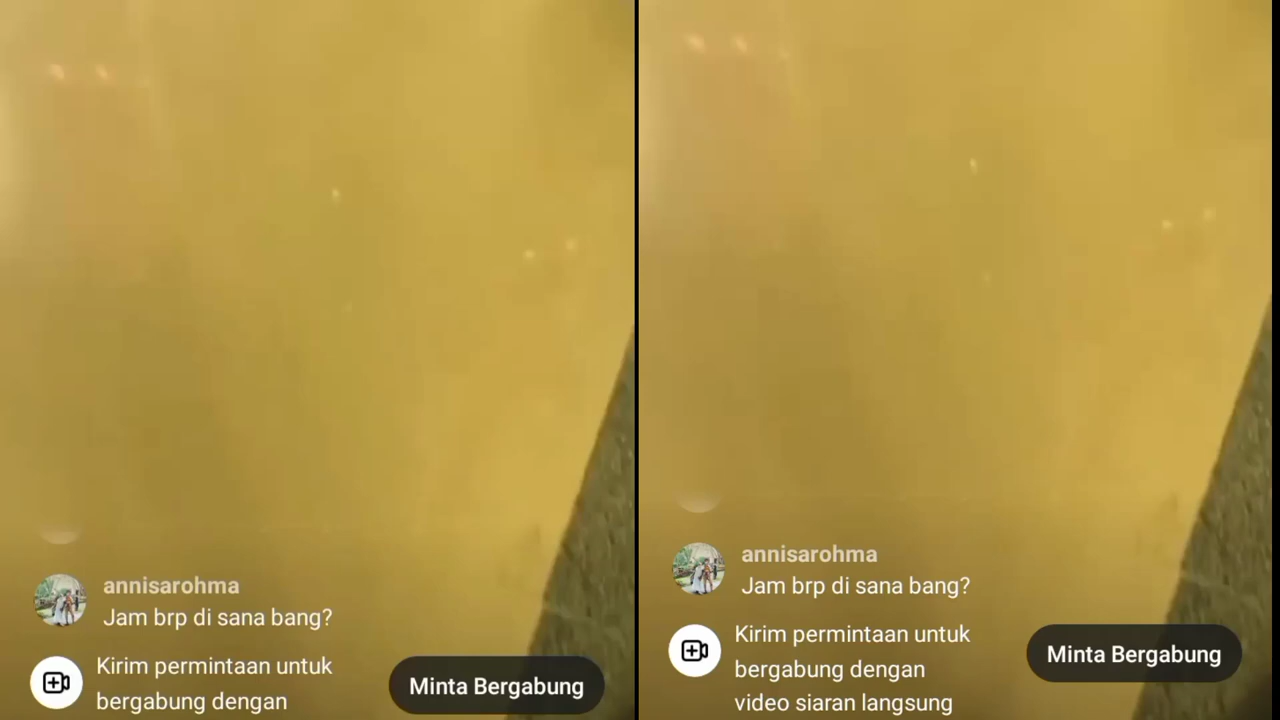 annisarohma
Jam brp di sana bang?
Kirim permintaan untuk
bergabung dengan
Minta Bergabung
annisarohma
Jam brp di sana bang?
Kirim permintaan untuk
bergabung dengan
video siaran langsung
Minta Bergabung